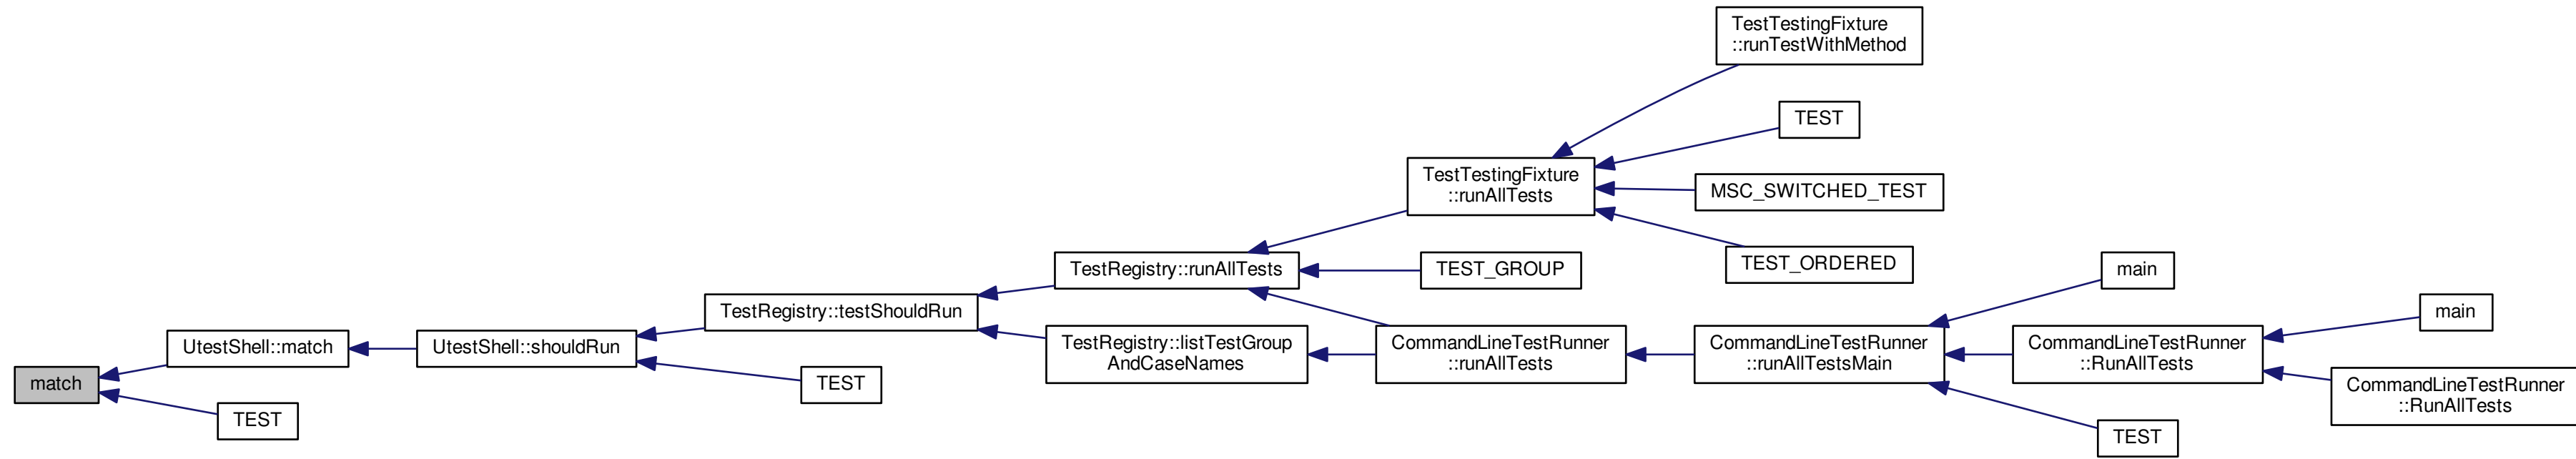 match
UtestShell::match
TEST
UtestShell::shouldRun
TestRegistry::testShouldRun
TEST
TestRegistry::runAllTests
TestRegistry::listTestGroup
AndCaseNames
TestTestingFixture
::runAllTests
TEST_GROUP
CommandLineTestRunner
::runAllTests
TestTestingFixture
::runTestWithMethod
TEST
MSC_SWITCHED_TEST
TEST_ORDERED
CommandLineTestRunner
::runAllTestsMain
main
CommandLineTestRunner
::RunAllTests
TEST
main
CommandLineTestRunner
::RunAllTests